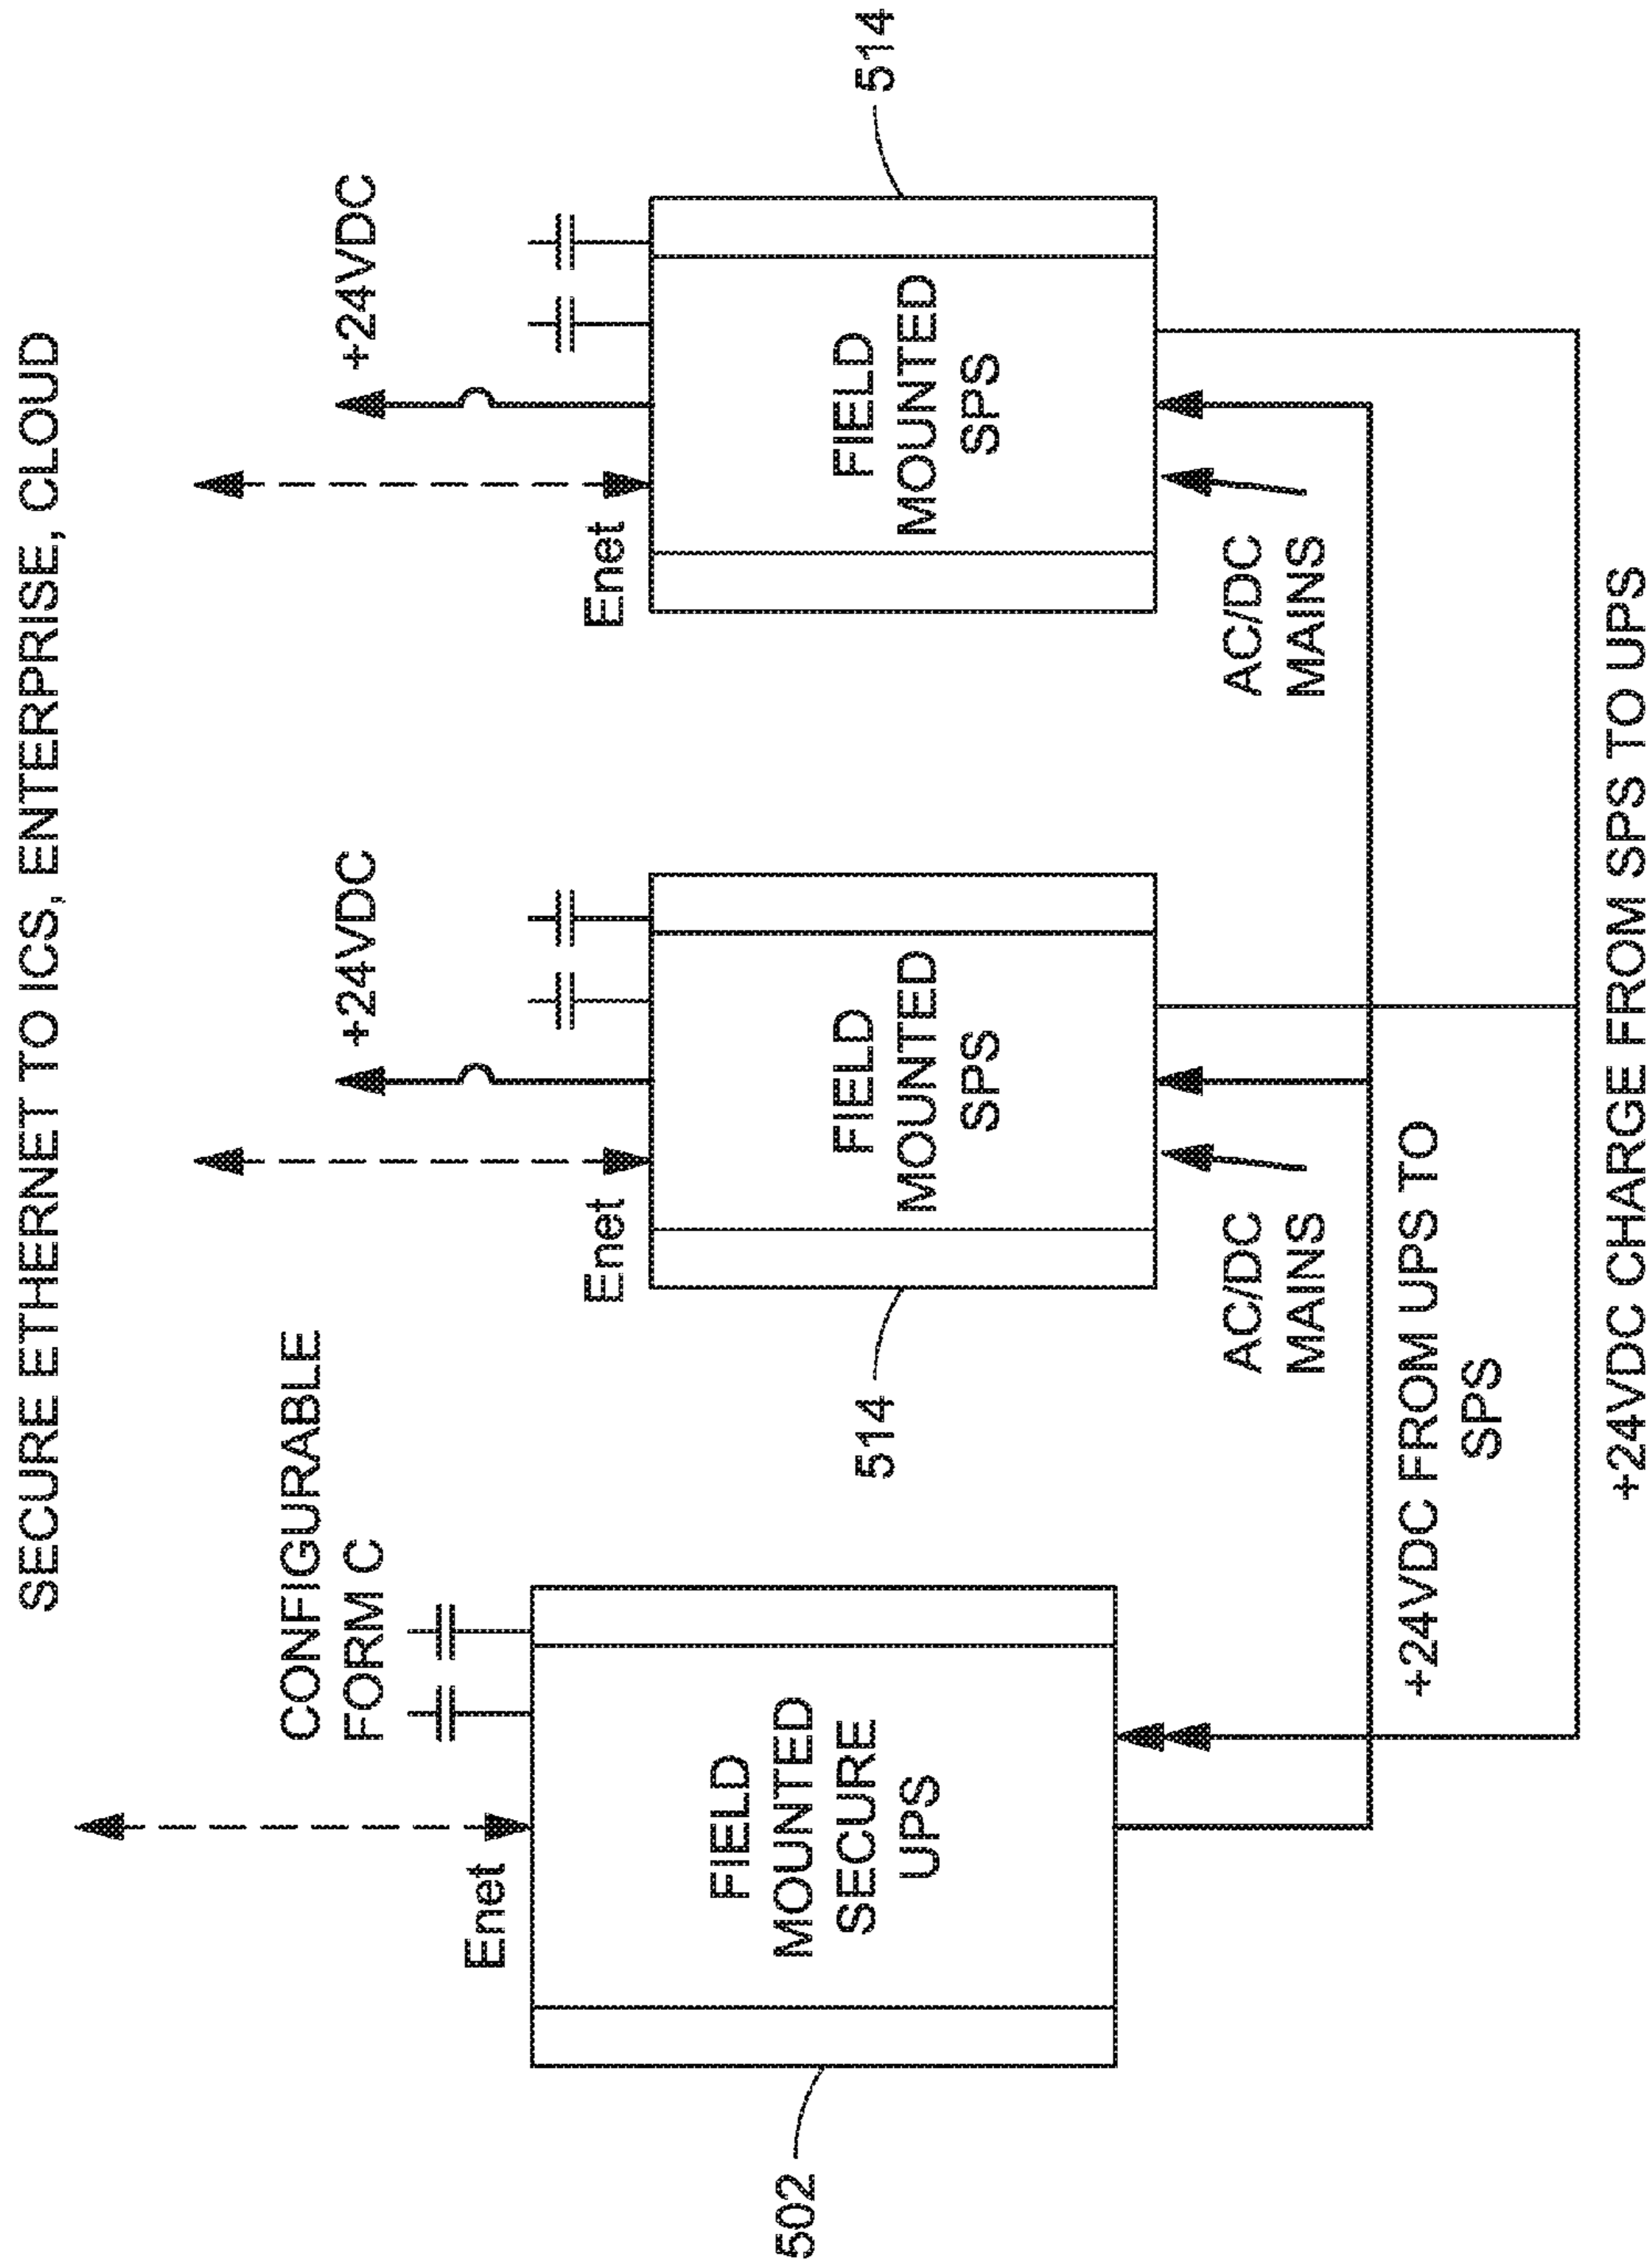 SECURE ETHERNET TO ICS, ENTERPRISE, CLOUD
CONFIGURABLE
FORM C
Enet
FIELD
MOUNTED
SECURE
UPS
502
+24VDC
Enet
FIELD
MOUNTED
SPS
514
AC/DC
MAINS
+24VDC
Enet
FIELD
MOUNTED
SPS
514
AC/DC
MAINS
+24VDC FROM UPS TO
SPS
+24VDC CHARGE FROM SPS TO UPS